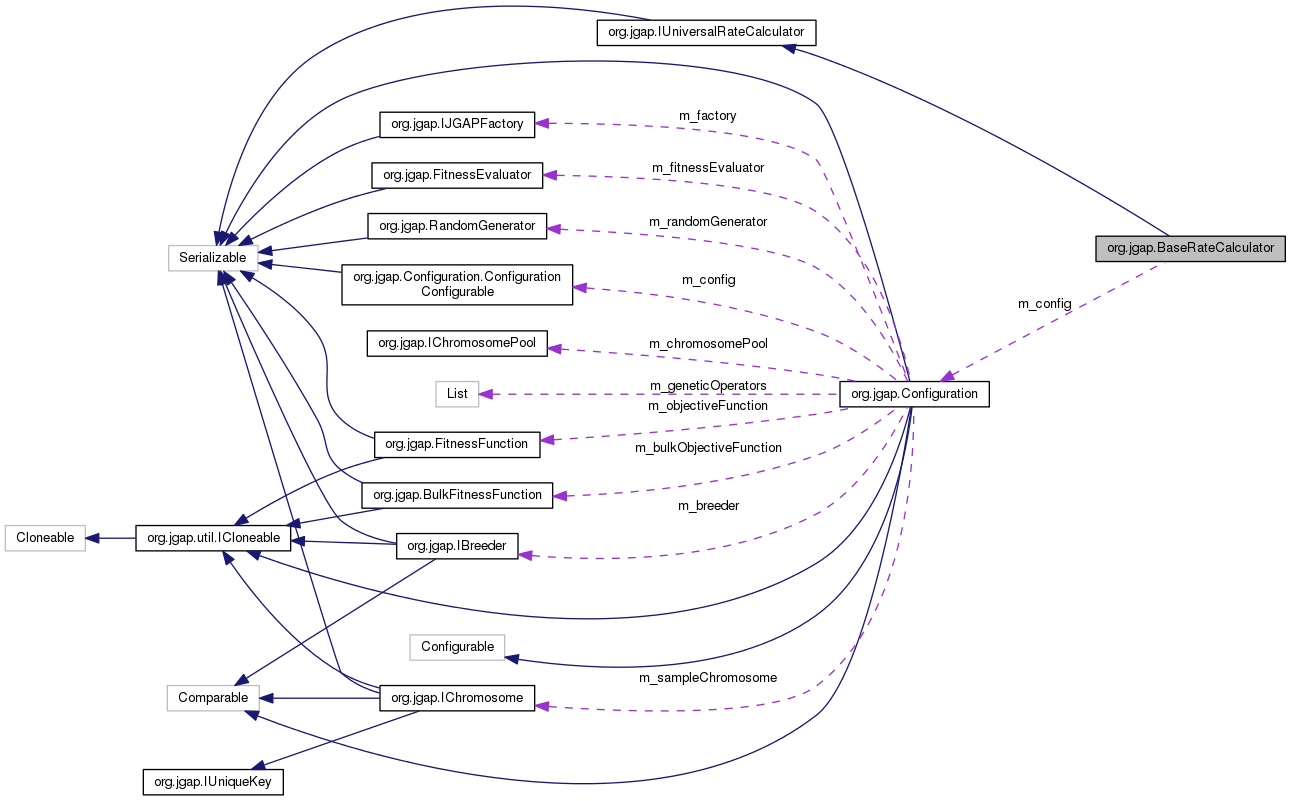 org.jgap.IUniversalRateCalculator
org.jgap.IJGAPFactory
m_factory
org.jgap.FitnessEvaluator
m_fitnessEvaluator
org.jgap.RandomGenerator
m_randomGenerator
org.jgap.BaseRateCalculator
Serializable
org.jgap.Configuration.Configuration
Configurable
m_config
m_config
org.jgap.IChromosomePool
m_chromosomePool
List
m_geneticOperators
org.jgap.Configuration
m_objectiveFunction
org.jgap.FitnessFunction
m_bulkObjectiveFunction
org.jgap.BulkFitnessFunction
m_breeder
Cloneable
org.jgap.util.ICloneable
org.jgap.IBreeder
Configurable
m_sampleChromosome
Comparable
org.jgap.IChromosome
org.jgap.IUniqueKey